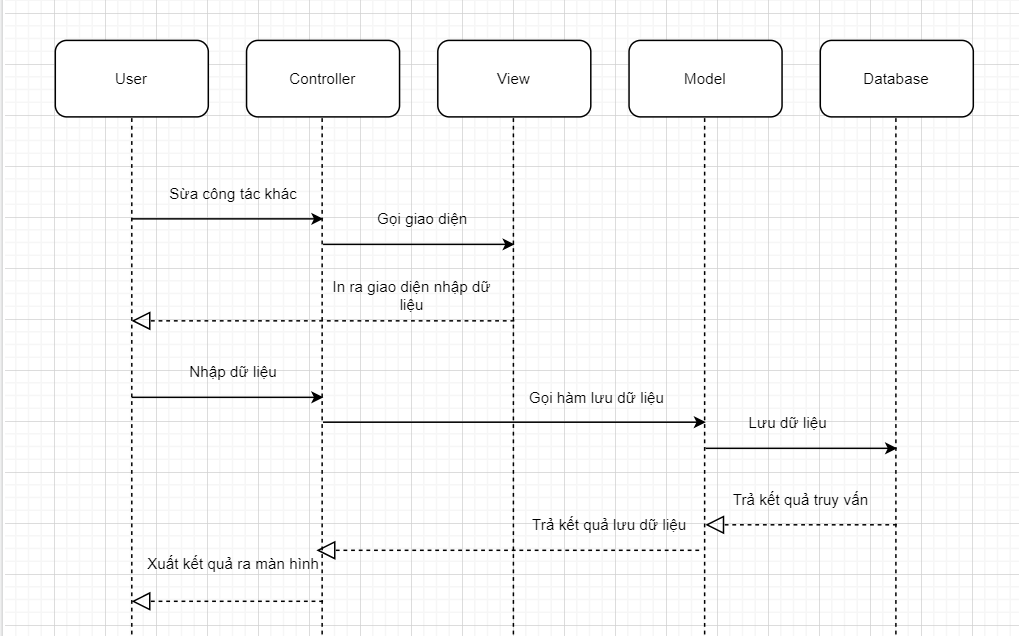 User
Controller
View
Model
Database
Sừa công tác khác
Gọi giao diện
In ra giao diện nhập dữ
liệu
Nhập dữ liệu
Gọi hàm lưu dữ liệu
Lưu dữ liệu
Trả kết quả truy vấn
Trả kết quả lưu dữ liệu
Xuất kết quả ra màn hình